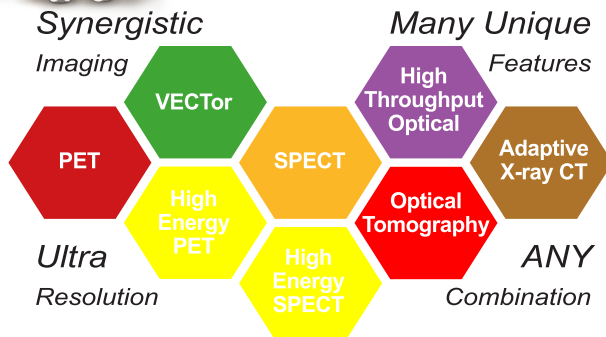 Synergistic
Imaging
Many Unique
Features
VECTor
High
Throughput
Optical
PET
SPECT
Adaptive
X-ray CT
High
Energy
PET
Optical
Tomography
High
Energy
SPECT
Ultra
Resolution
ANY
Combination